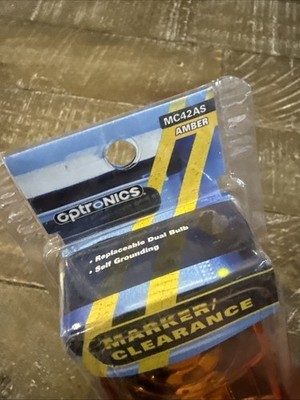 MC42AS
AMBER
OPTRONICS
• Replaceable Dual Bulb
• Self Grounding
MARKER/
CLEARANCE